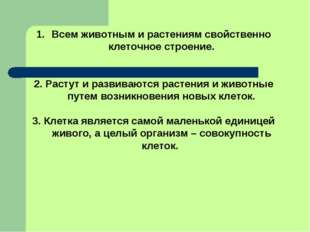 1. Всем животным и растениям свойственно
клеточное строение.
2. Растут и развиваются растения и животные
путем возникновения новых клеток.
3. Клетка является самой маленькой единицей
живого, а целый организм – совокупность
клеток.